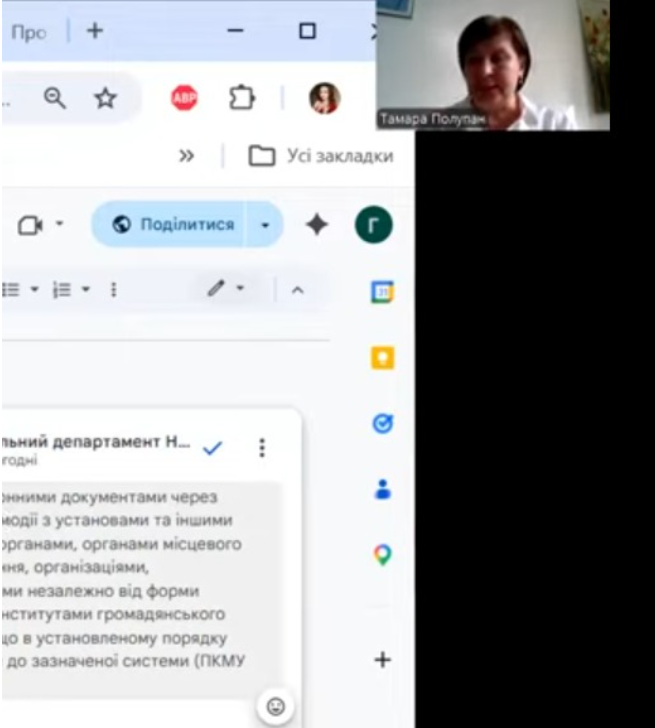 Про
ABP
Тамара Полупан
Усі закладки
Поділитися
Г
31
льний департамент Н...
годні
онними документами через
модії з установами та іншими
органами, органами місцевого
ння, організаціями,
ми незалежно від форми
нститутами громадянського
що в установленому порядку
до зазначеної системи (ПКМУ